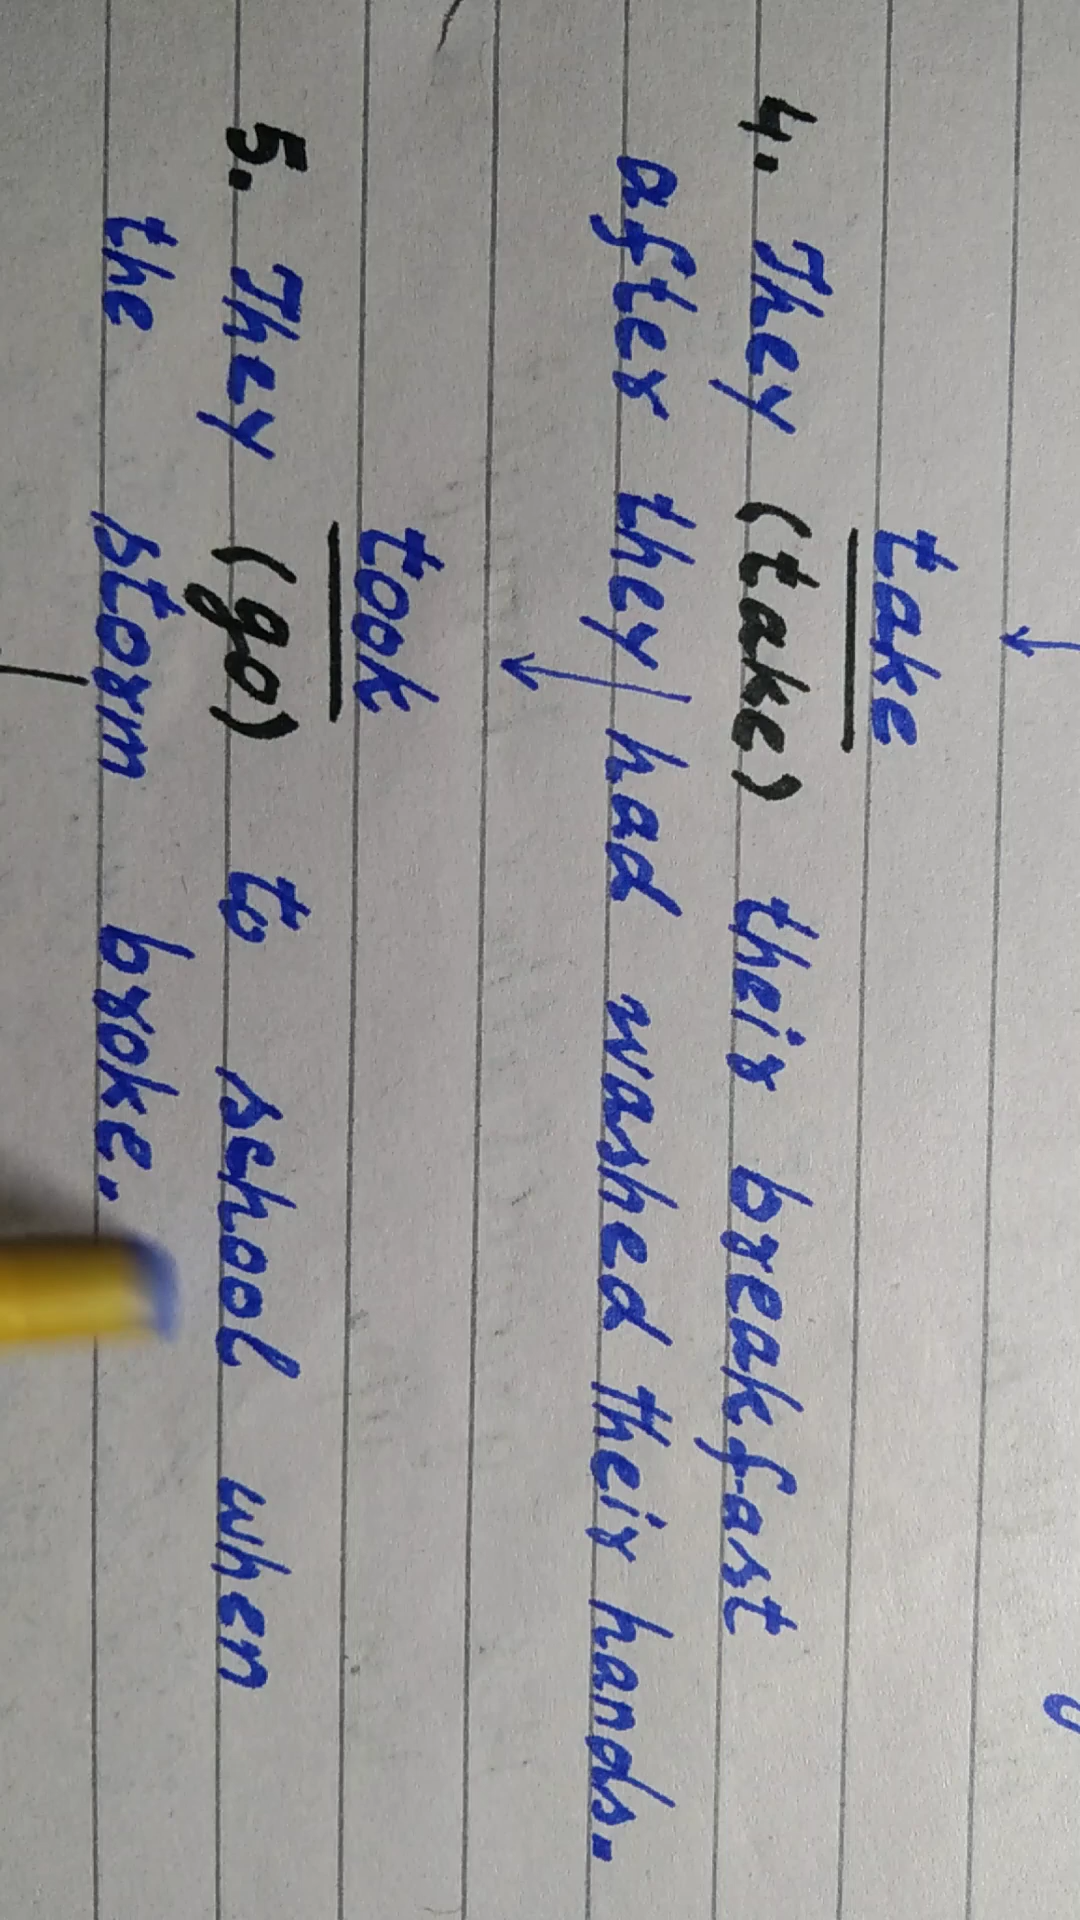 take
4. They (take) their breakfast
after they/had washed their hands.
took
5. They (go) to school when
the storm broke.